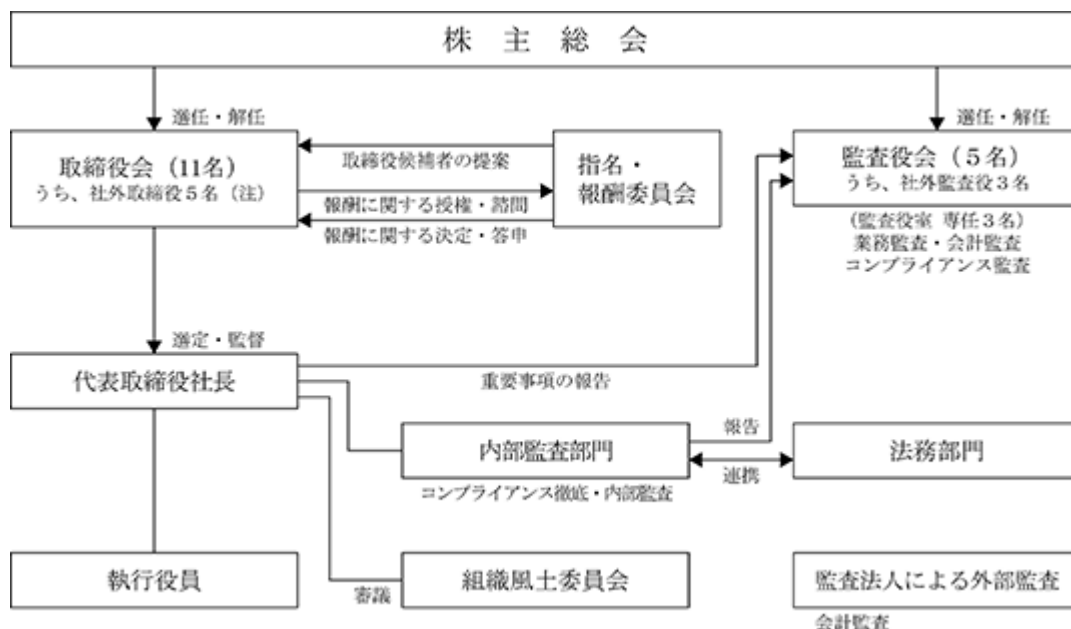 株主総会
選任・解任
選任・解任
取締役会（11名）
うち、社外取締役５名（注）
取締役候補者の提案
報酬に関する授権・諮問
報酬に関する決定・答申
指名・
報酬委員会
監査役会（５名）
うち、社外監査役３名
（監査役室 専任３名）
業務監査・会計監査
コンプライアンス監査
選定・監督
代表取締役社長
重要事項の報告
内部監査部門
コンプライアンス徹底・内部監査
報告
連携
法務部門
執行役員
審議
組織風土委員会
監査法人による外部監査
会計監査